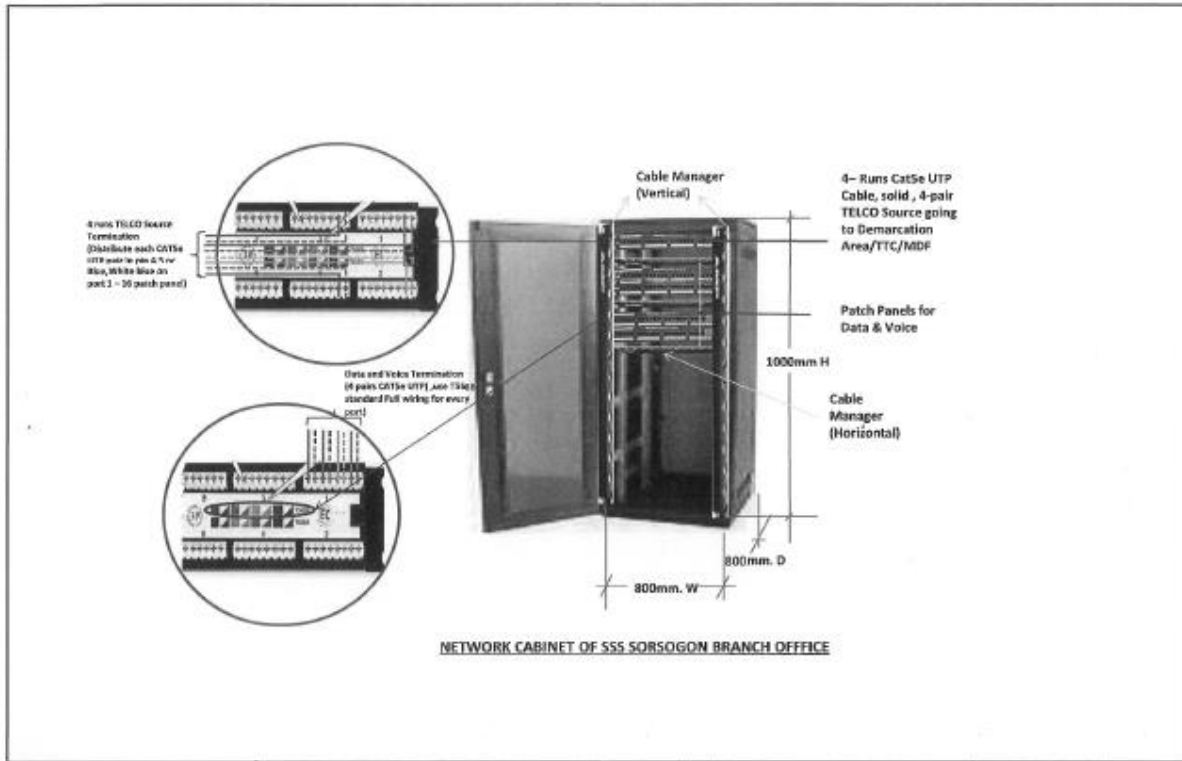 Cable Manager
(Vertical)
4– Runs Cat5e UTP
Cable, solid , 4-pair
TELCO Source going
to Demarcation
Area/TTC/MDF
4 runs TELCO Source
Termination
(Distribute each CAT5e
UTP pair in pin 4 5 or
Blue, White blue on
port 1 – 16 patch panel)
Patch Panels for
Data & Voice
1000mm H
Data and Voice Termination
(4 pairs CAT5e UTP) ,use
standard Full wiring for every
port)
Cable
Manager
(Horizontal)
800mm. D
800mm. W
NETWORK CABINET OF SSS SORSOGON BRANCH OFFFICE